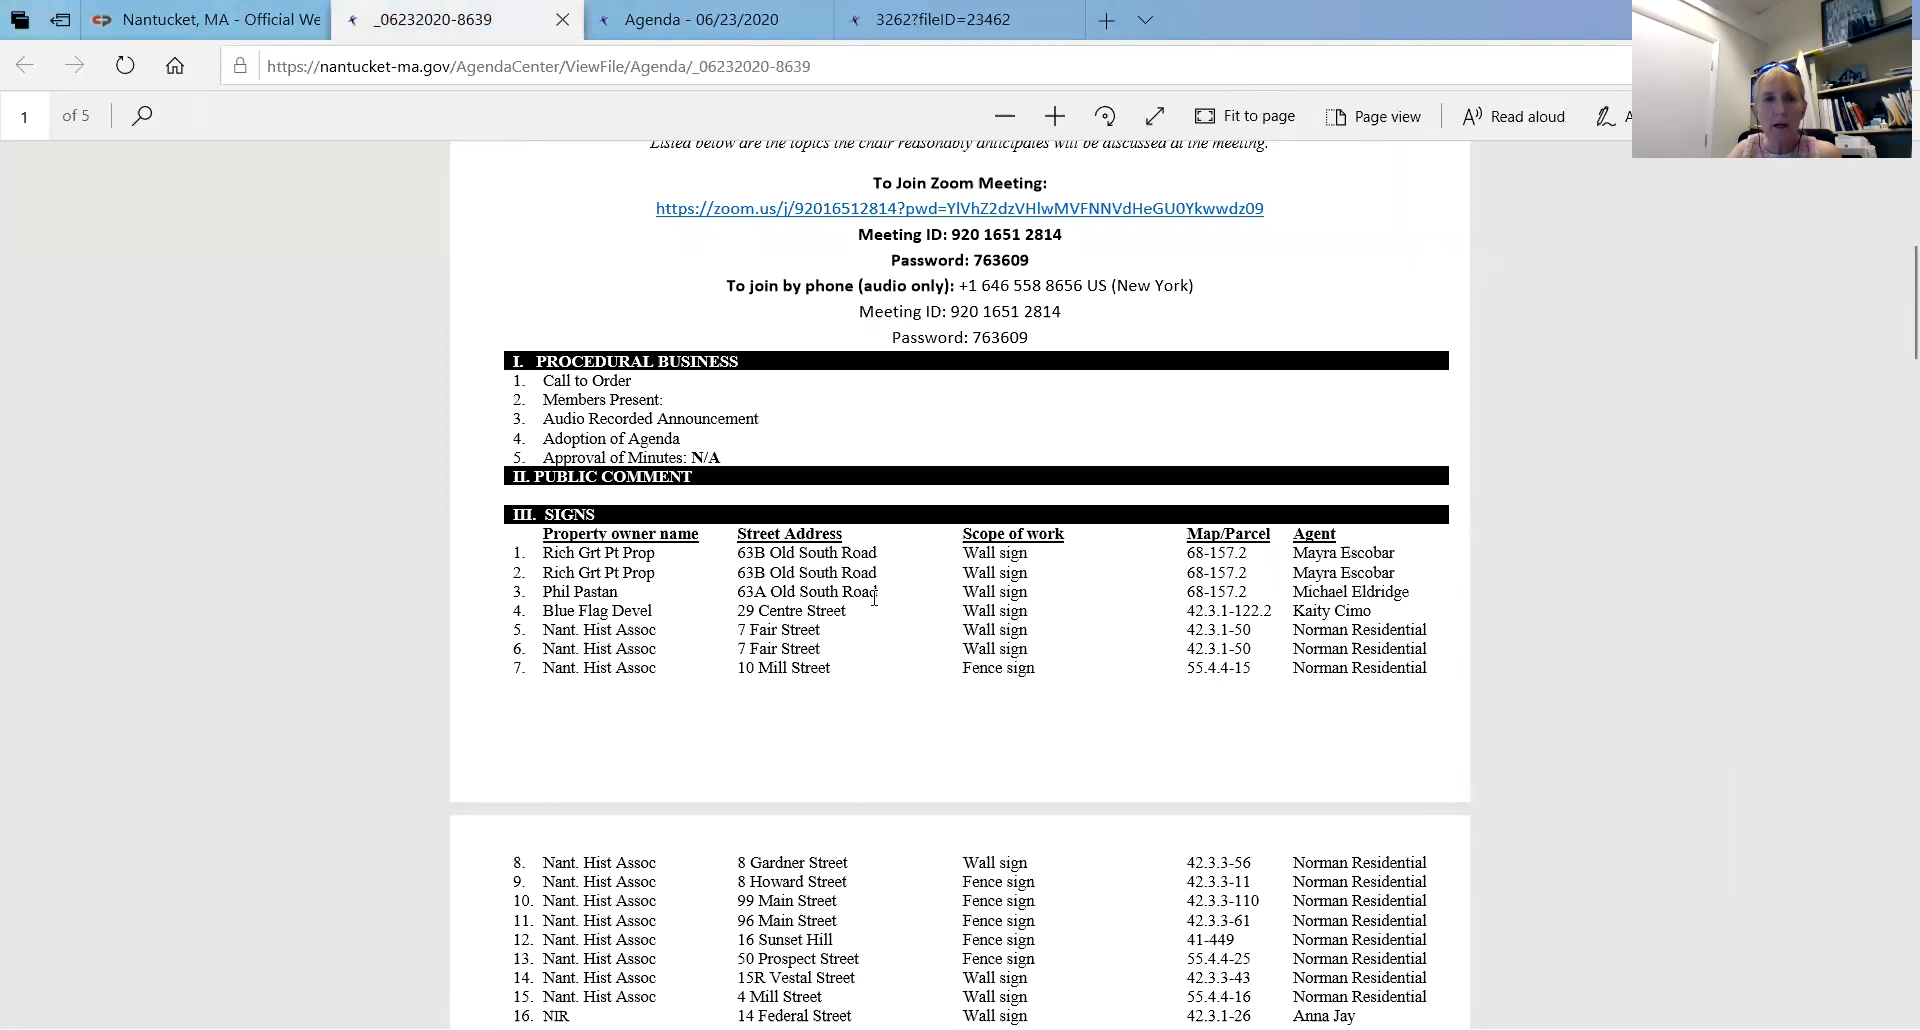 Nantucket, MA - Official We _06232020-8639 Agenda - 06/23/2020 3262?fileID=23462
https://nantucket-ma.gov/AgendaCenter/ViewFile/Agenda/_06232020-8639
1 of 5 Fit to page Page view Read aloud
Listed below are the topics the chair reasonably anticipates will be discussed at the meeting.
To Join Zoom Meeting:
https://zoom.us/j/92016512814?pwd=YlVhZ2dzVHlwMVFNNVdHeGU0Ykwwdz09
Meeting ID: 920 1651 2814
Password: 763609
To join by phone (audio only): +1 646 558 8656 US (New York)
Meeting ID: 920 1651 2814
Password: 763609
I. PROCEDURAL BUSINESS
1. Call to Order
2. Members Present:
3. Audio Recorded Announcement
4. Adoption of Agenda
5. Approval of Minutes: N/A
II. PUBLIC COMMENT
III. SIGNS
Property owner name Street Address Scope of work Map/Parcel Agent
1. Rich Grt Pt Prop 63B Old South Road Wall sign 68-157.2 Mayra Escobar
2. Rich Grt Pt Prop 63B Old South Road Wall sign 68-157.2 Mayra Escobar
3. Phil Pastan 63A Old South Road Wall sign 68-157.2 Michael Eldridge
4. Blue Flag Devel 29 Centre Street Wall sign 42.3.1-122.2 Kaity Cimo
5. Nant. Hist Assoc 7 Fair Street Wall sign 42.3.1-50 Norman Residential
6. Nant. Hist Assoc 7 Fair Street Wall sign 42.3.1-50 Norman Residential
7. Nant. Hist Assoc 10 Mill Street Fence sign 55.4.4-15 Norman Residential
8. Nant. Hist Assoc 8 Gardner Street Wall sign 42.3.3-56 Norman Residential
9. Nant. Hist Assoc 8 Howard Street Fence sign 42.3.3-11 Norman Residential
10. Nant. Hist Assoc 99 Main Street Fence sign 42.3.3-110 Norman Residential
11. Nant. Hist Assoc 96 Main Street Fence sign 42.3.3-61 Norman Residential
12. Nant. Hist Assoc 16 Sunset Hill Fence sign 41-449 Norman Residential
13. Nant. Hist Assoc 50 Prospect Street Fence sign 55.4.4-25 Norman Residential
14. Nant. Hist Assoc 15R Vestal Street Wall sign 42.3.3-43 Norman Residential
15. Nant. Hist Assoc 4 Mill Street Wall sign 55.4.4-16 Norman Residential
16. NIR 14 Federal Street Wall sign 42.3.1-26 Anna Jay